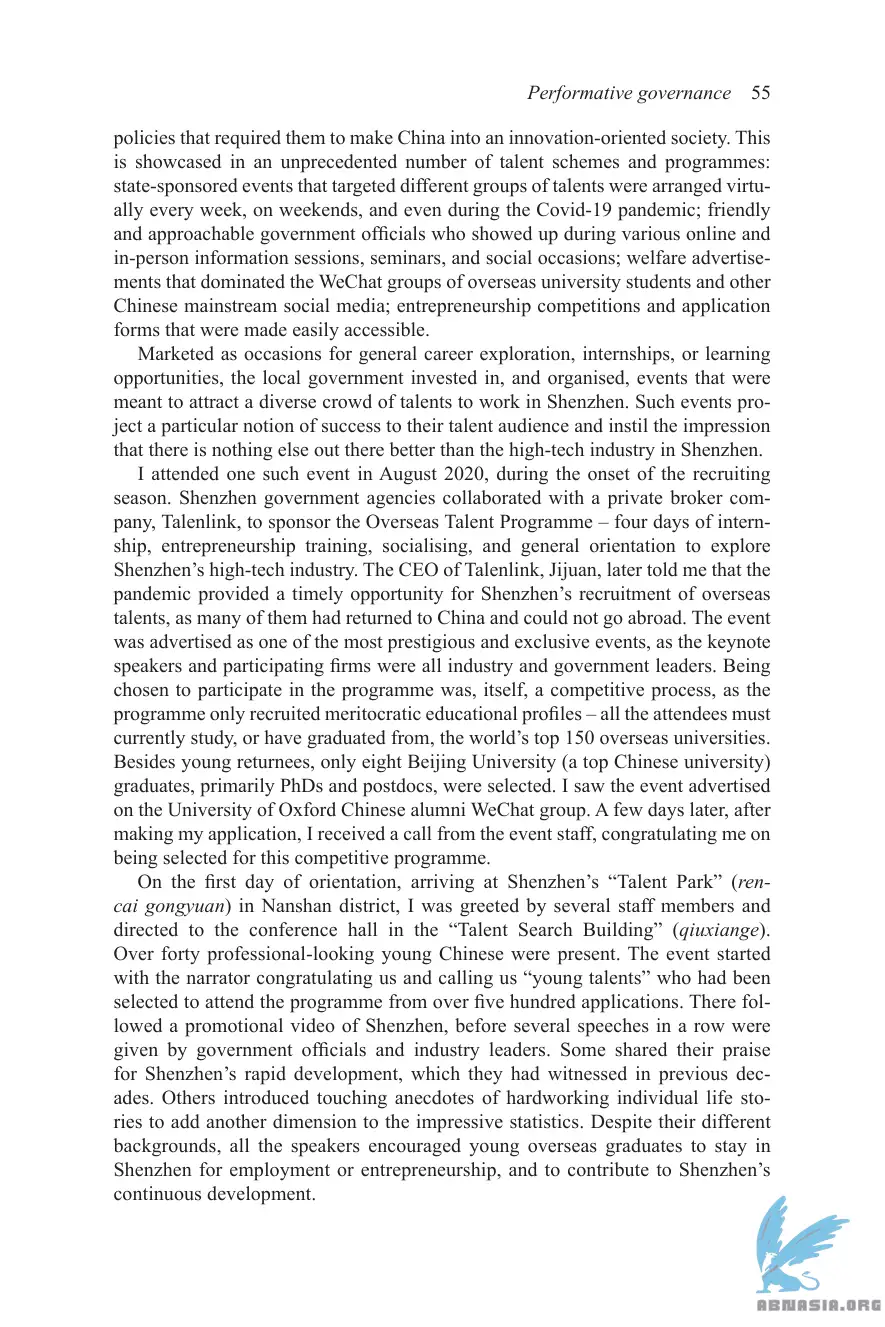 Performative governance 55
policies that required them to make China into an innovation-oriented society. This
is showcased in an unprecedented number of talent schemes and programmes:
state-sponsored events that targeted different groups of talents were arranged virtu-
ally every week, on weekends, and even during the Covid-19 pandemic; friendly
and approachable government officials who showed up during various online and
in-person information sessions, seminars, and social occasions; welfare advertise-
ments that dominated the WeChat groups of overseas university students and other
Chinese mainstream social media; entrepreneurship competitions and application
forms that were made easily accessible.
Marketed as occasions for general career exploration, internships, or learning
opportunities, the local government invested in, and organised, events that were
meant to attract a diverse crowd of talents to work in Shenzhen. Such events pro-
ject a particular notion of success to their talent audience and instil the impression
that there is nothing else out there better than the high-tech industry in Shenzhen.
I attended one such event in August 2020, during the onset of the recruiting
season. Shenzhen government agencies collaborated with a private broker com-
pany, Talenlink, to sponsor the Overseas Talent Programme – four days of intern-
ship, entrepreneurship training, socialising, and general orientation to explore
Shenzhen’s high-tech industry. The CEO of Talenlink, Jijuan, later told me that the
pandemic provided a timely opportunity for Shenzhen’s recruitment of overseas
talents, as many of them had returned to China and could not go abroad. The event
was advertised as one of the most prestigious and exclusive events, as the keynote
speakers and participating firms were all industry and government leaders. Being
chosen to participate in the programme was, itself, a competitive process, as the
programme only recruited meritocratic educational profiles – all the attendees must
currently study, or have graduated from, the world’s top 150 overseas universities.
Besides young returnees, only eight Beijing University (a top Chinese university)
graduates, primarily PhDs and postdocs, were selected. I saw the event advertised
on the University of Oxford Chinese alumni WeChat group. A few days later, after
making my application, I received a call from the event staff, congratulating me on
being selected for this competitive programme.
On the first day of orientation, arriving at Shenzhen’s “Talent Park” (ren-
cai gongyuan) in Nanshan district, I was greeted by several staff members and
directed to the conference hall in the “Talent Search Building” (qiuxiange).
Over forty professional-looking young Chinese were present. The event started
with the narrator congratulating us and calling us “young talents” who had been
selected to attend the programme from over five hundred applications. There fol-
lowed a promotional video of Shenzhen, before several speeches in a row were
given by government officials and industry leaders. Some shared their praise
for Shenzhen’s rapid development, which they had witnessed in previous dec-
ades. Others introduced touching anecdotes of hardworking individual life sto-
ries to add another dimension to the impressive statistics. Despite their different
backgrounds, all the speakers encouraged young overseas graduates to stay in
Shenzhen for employment or entrepreneurship, and to contribute to Shenzhen’s
continuous development.
ABNASIA.ORG